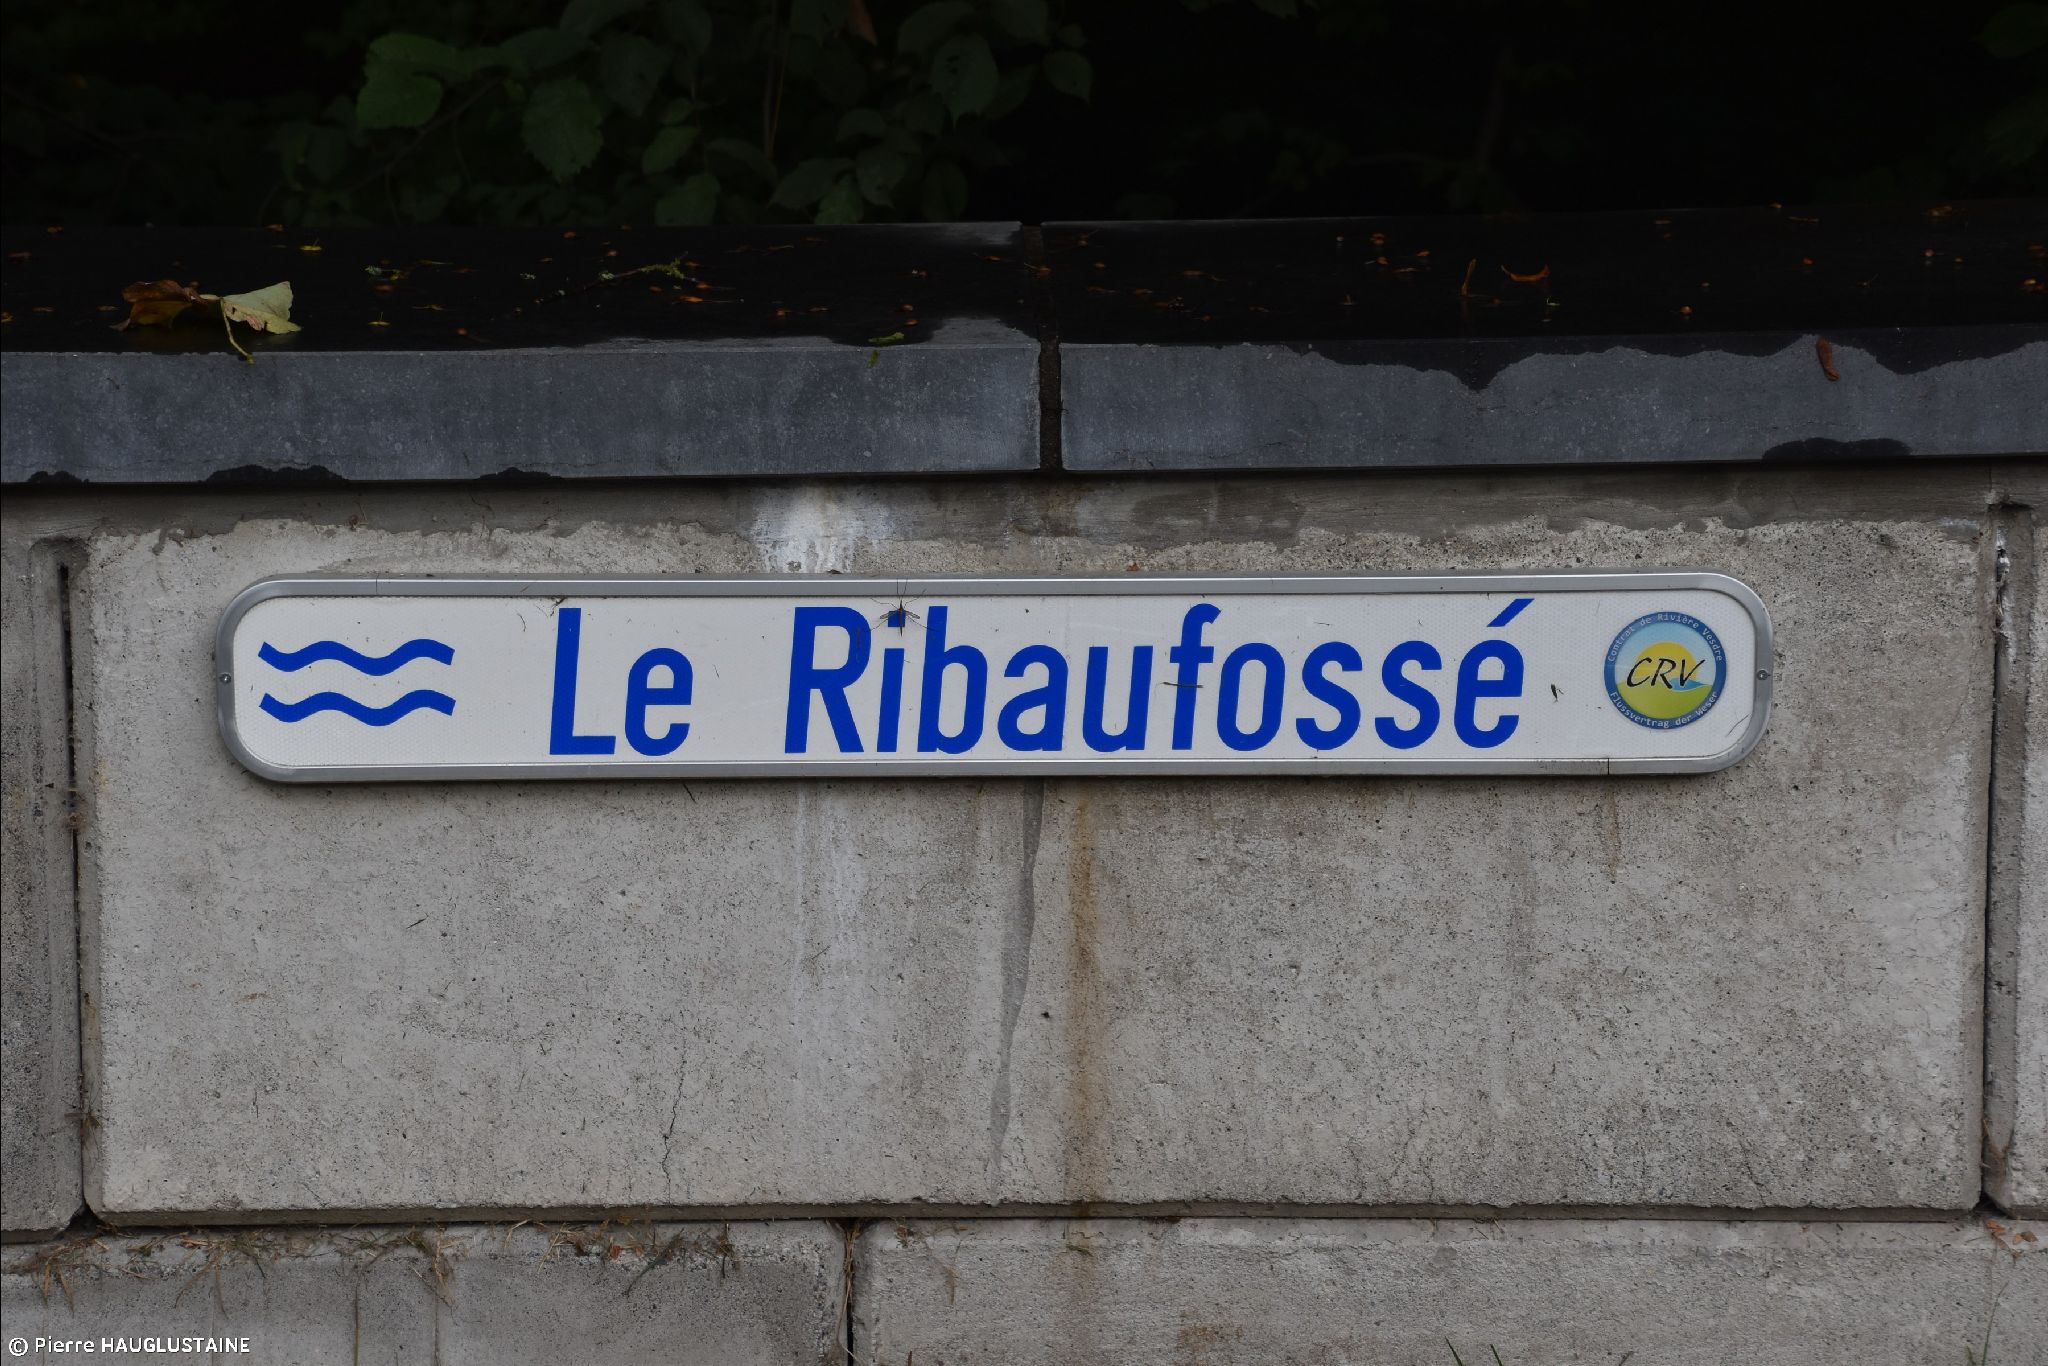 Le Ribaufossé
Contrat de Rivière Vesdre
CRV
Flussvertrag der Weser
© Pierre HAUGLUSTAINE